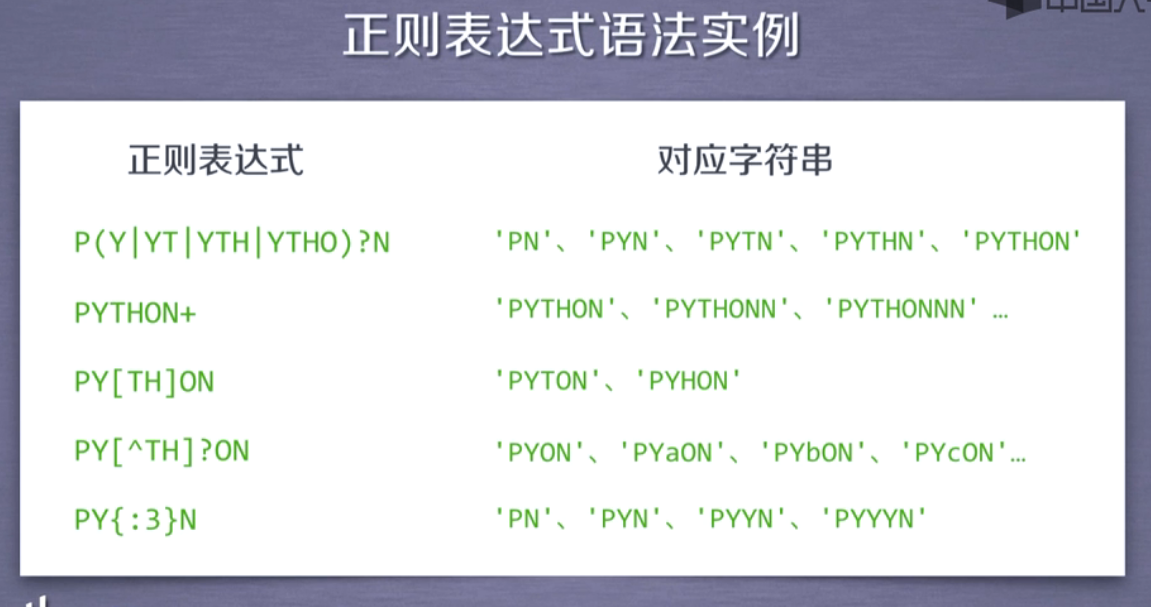 正则表达式语法实例
正则表达式 对应字符串
P(Y|YT|YTH|YTHO)?N 'PN'、 'PYN'、 'PYTN'、 'PYTHN'、 'PYTHON'
PYTHON+ 'PYTHON'、 'PYTHONN'、 'PYTHONNN' …
PY[TH]ON 'PYTON'、 'PYHON'
PY[^TH]?ON 'PYON'、 'PYaON'、 'PYbON'、 'PYcON'…
PY{:3}N 'PN'、 'PYN'、 'PYYN'、 'PYYYN'